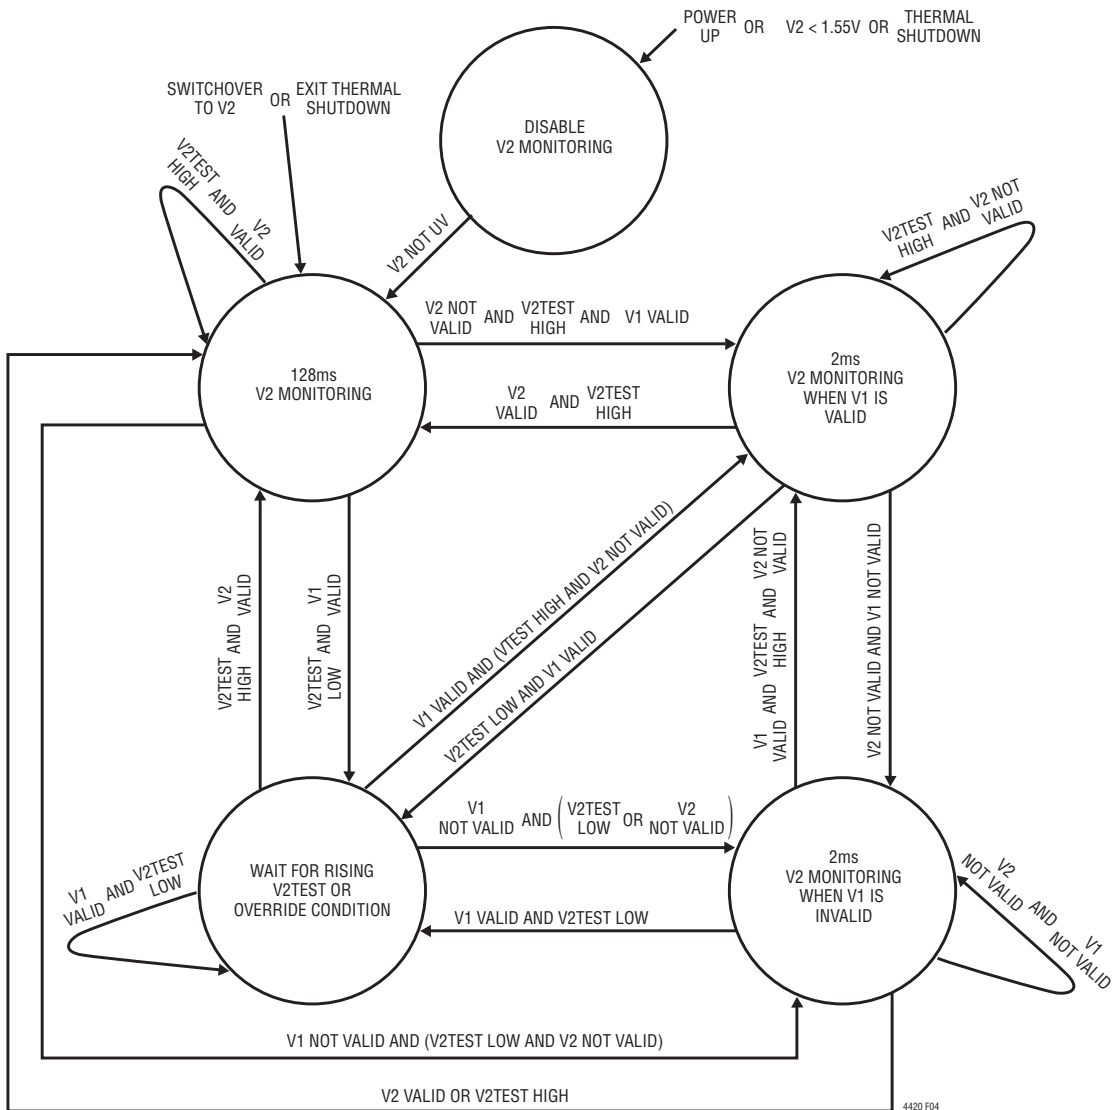 POWER UP OR V2 < 1.55V OR THERMAL SHUTDOWN
SWITCHOVER TO V2 OR EXIT THERMAL SHUTDOWN
DISABLE
V2 MONITORING
V2TEST HIGH AND V2 VALID
V2 NOT UV
V2TEST HIGH AND V2 NOT VALID
V2 NOT VALID AND V2TEST HIGH AND V1 VALID
128ms
V2 MONITORING
2ms
V2 MONITORING
WHEN V1 IS
VALID
V2 VALID AND V2TEST HIGH
V2TEST HIGH AND V2 VALID
V2TEST LOW AND V1 VALID
V1 VALID AND (VTEST HIGH AND V2 NOT VALID)
V2TEST LOW AND V1 VALID
V1 VALID AND V2TEST HIGH AND V2 NOT VALID
V2 NOT VALID AND V1 NOT VALID
V1 NOT VALID AND (V2TEST LOW OR V2 NOT VALID)
WAIT FOR RISING
V2TEST OR
OVERRIDE CONDITION
2ms
V2 MONITORING
WHEN V1 IS
INVALID
V1 VALID AND V2TEST LOW
V1 VALID AND V2TEST LOW
V2 NOT VALID AND V1 NOT VALID
V1 NOT VALID AND (V2TEST LOW AND V2 NOT VALID)
V2 VALID OR V2TEST HIGH
4420 F04